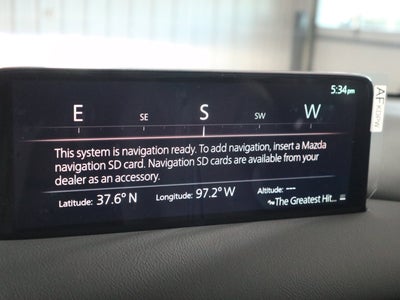 5:34pm
E SE S SW W
This system is navigation ready. To add navigation, insert a Mazda
navigation SD card. Navigation SD cards are available from your
dealer as an accessory.
Latitude: 37.6°N Longitude: 97.2°W Altitude: ---
The Greatest Hit...